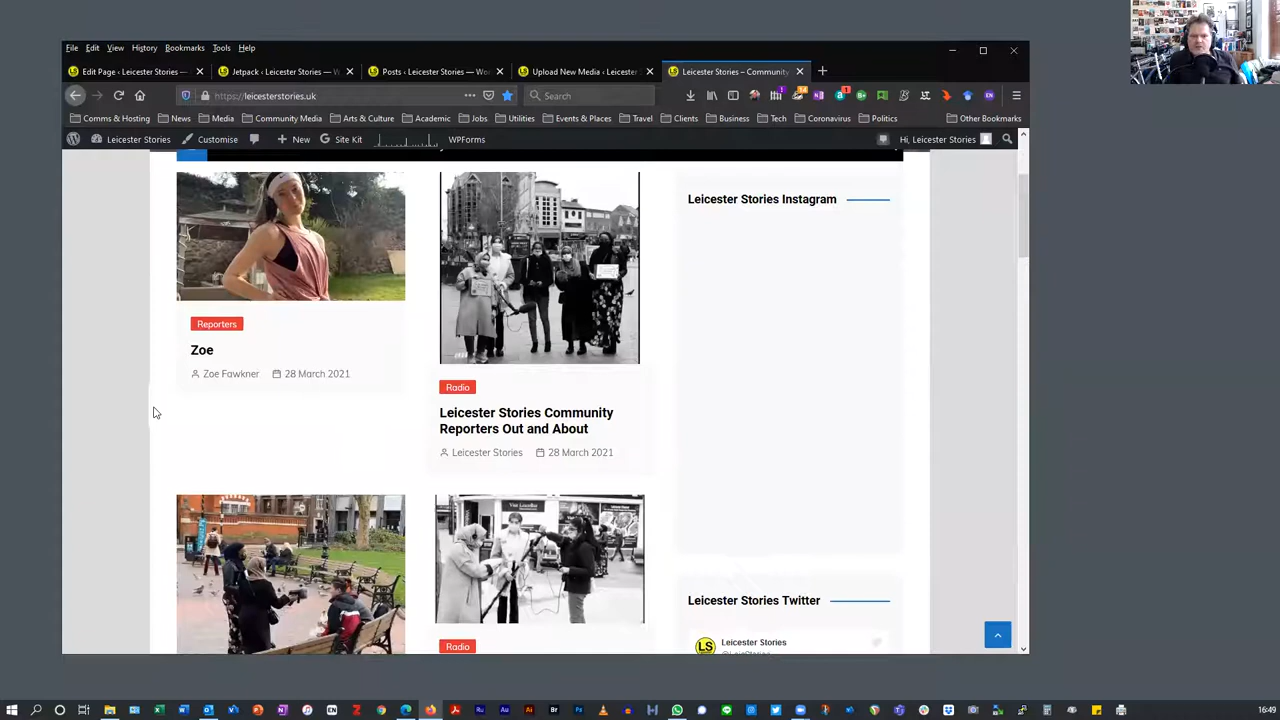 File Edit View History Bookmarks Tools Help
Edit Page ‹ Leicester Stories — Jetpack ‹ Leicester Stories — W Posts ‹ Leicester Stories — Wo Upload New Media ‹ Leicester Leicester Stories – Community
https://leicesterstories.uk Search
Comms & Hosting News Media Community Media Arts & Culture Academic Jobs Utilities Events & Places Travel Clients Business Tech Coronavirus Politics Other Bookmarks
Leicester Stories Customise New Site Kit WPForms Hi, Leicester Stories
Leicester Stories Instagram
Reporters
Zoe
Zoe Fawkner 28 March 2021
Radio
Leicester Stories Community
Reporters Out and About
Leicester Stories 28 March 2021
Radio
Leicester Stories Twitter
LS Leicester Stories
16:49